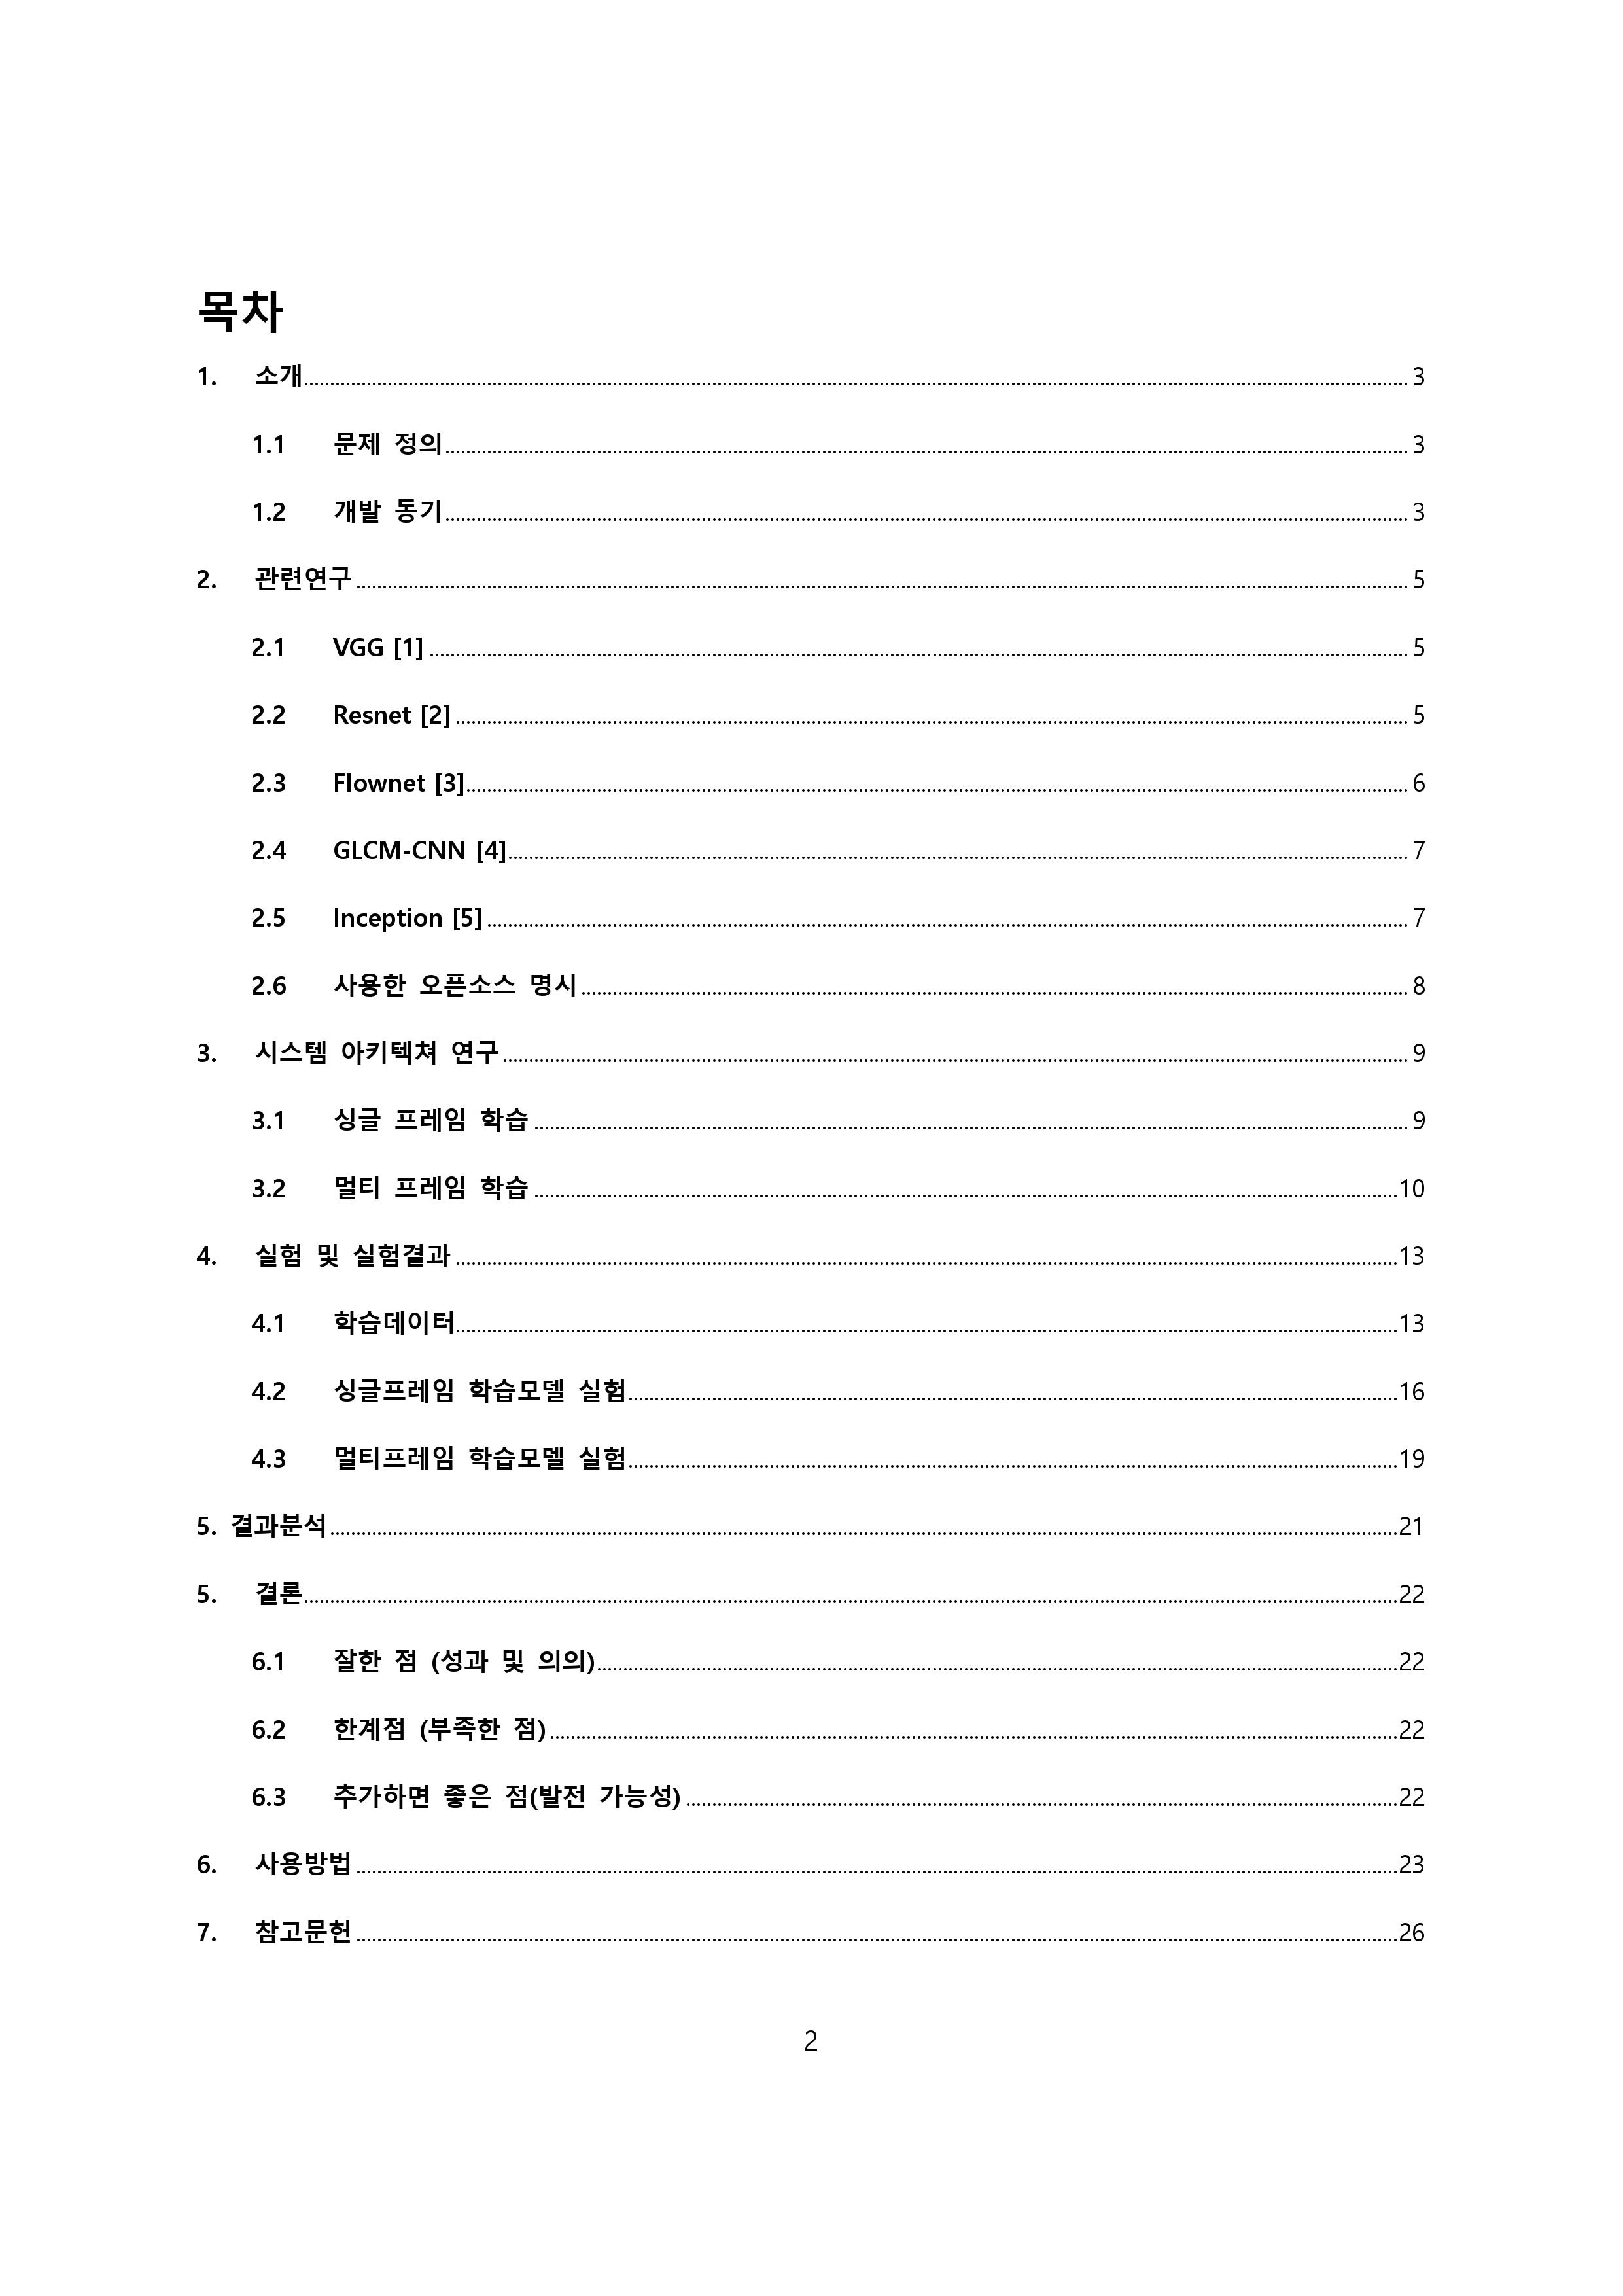 목차
1. 소개 3
1.1 문제 정의 3
1.2 개발 동기 3
2. 관련연구 5
2.1 VGG [1] 5
2.2 Resnet [2] 5
2.3 Flownet [3] 6
2.4 GLCM-CNN [4] 7
2.5 Inception [5] 7
2.6 사용한 오픈소스 명시 8
3. 시스템 아키텍쳐 연구 9
3.1 싱글 프레임 학습 9
3.2 멀티 프레임 학습 10
4. 실험 및 실험결과 13
4.1 학습데이터 13
4.2 싱글프레임 학습모델 실험 16
4.3 멀티프레임 학습모델 실험 19
5. 결과분석 21
5. 결론 22
6.1 잘한 점 (성과 및 의의) 22
6.2 한계점 (부족한 점) 22
6.3 추가하면 좋은 점(발전 가능성) 22
6. 사용방법 23
7. 참고문헌 26
2